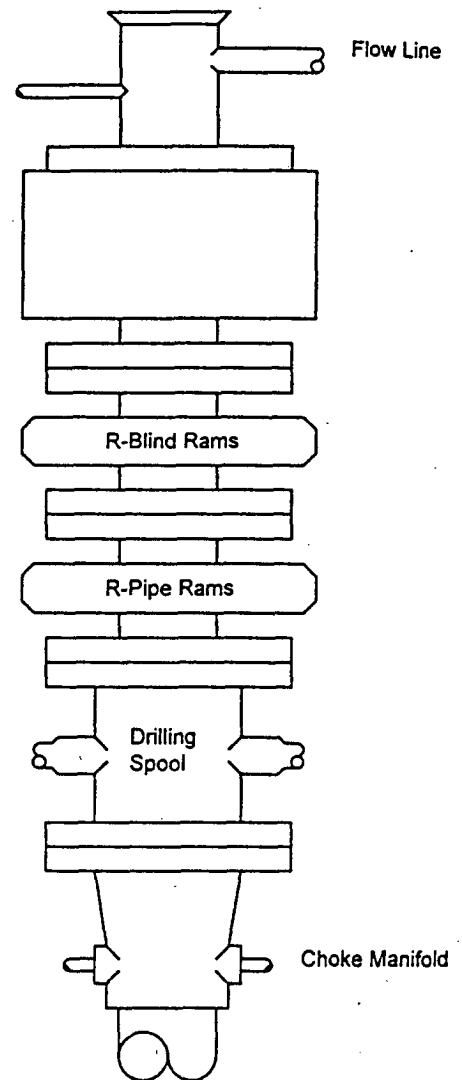 Flow Line
R-Blind Rams
R-Pipe Rams
Drilling
Spool
Choke Manifold